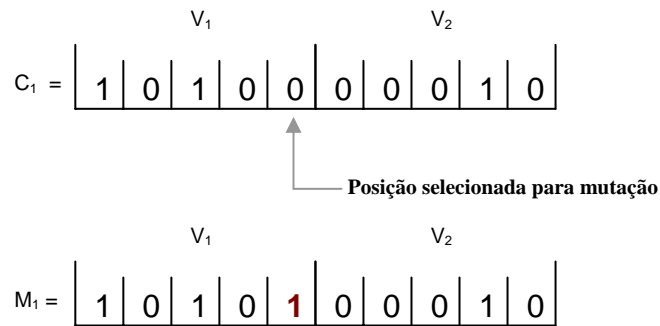 V₁ V₂
C₁ = 1 0 1 0 0 0 0 0 1 0
Posição selecionada para mutação
V₁ V₂
M₁ = 1 0 1 0 1 0 0 0 1 0